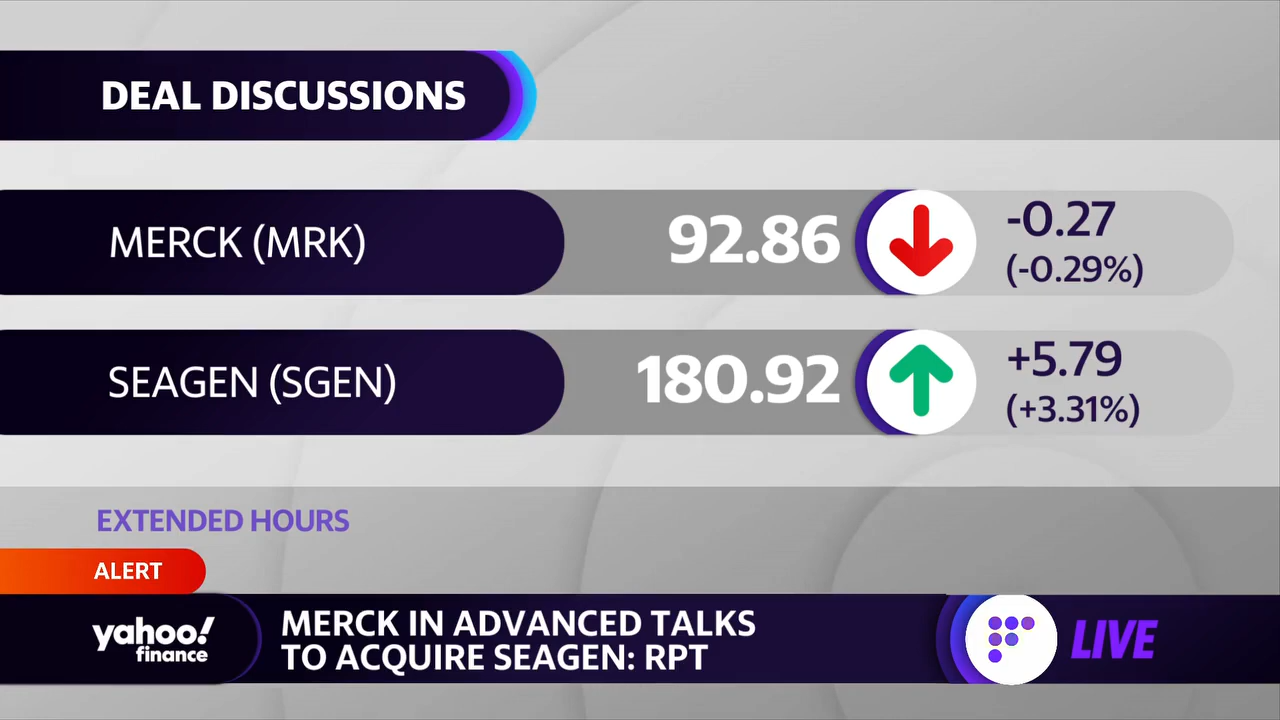 DEAL DISCUSSIONS
MERCK (MRK) 92.86 -0.27
(-0.29%)
SEAGEN (SGEN) 180.92 +5.79
(+3.31%)
EXTENDED HOURS
ALERT
yahoo!
finance
MERCK IN ADVANCED TALKS
TO ACQUIRE SEAGEN: RPT
LIVE